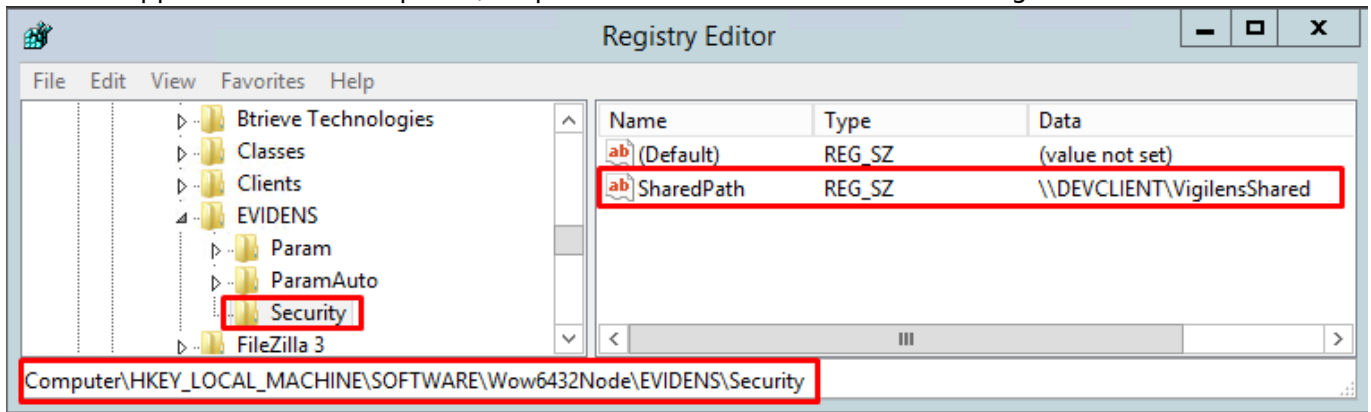 Registry Editor
File Edit View Favorites Help
Btrieve Technologies
Classes
Clients
EVIDENS
Param
ParamAuto
Security
FileZilla 3
Name Type Data
(Default) REG_SZ (value not set)
SharedPath REG_SZ \\DEVCLIENT\VigilensShared
Computer\HKEY_LOCAL_MACHINE\SOFTWARE\Wow6432Node\EVIDENS\Security